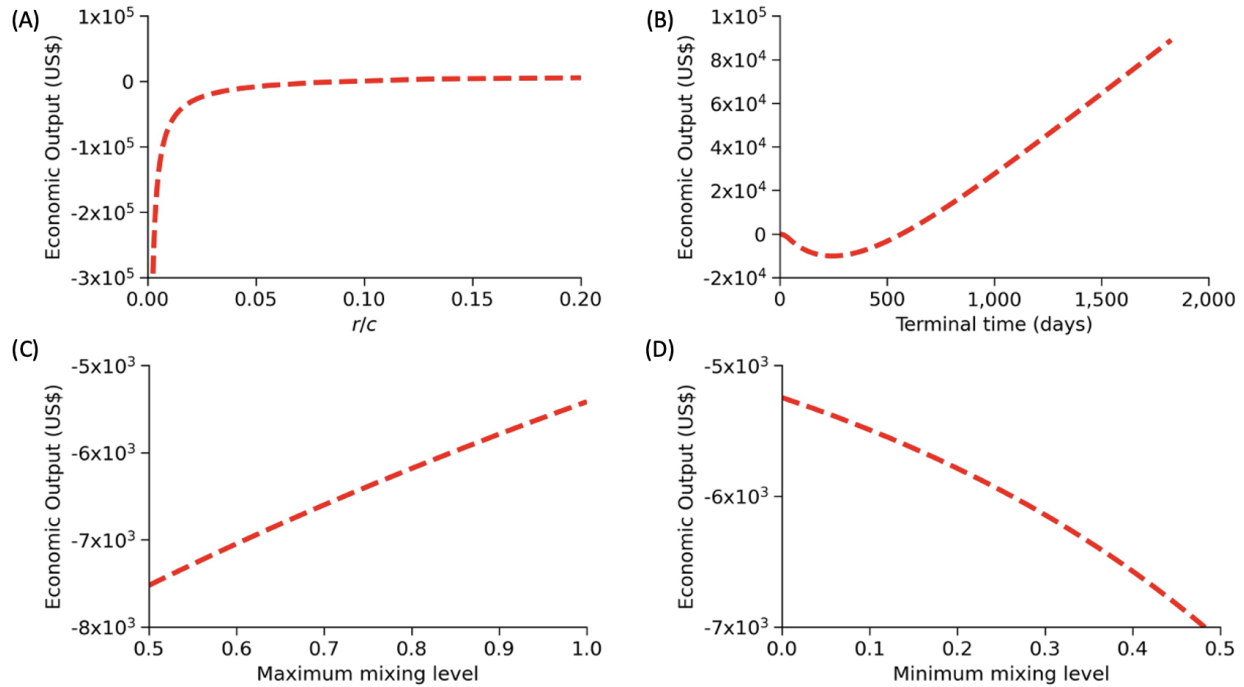 (A)
Economic Output (US$)
1x10⁵
0
-1x10⁵
-2x10⁵
-3x10⁵
0.00 0.05 0.10 0.15 0.20
r/c
(B)
Economic Output (US$)
1x10⁵
8x10⁴
6x10⁴
4x10⁴
2x10⁴
0
-2x10⁴
0 500 1,000 1,500 2,000
Terminal time (days)
(C)
Economic Output (US$)
-5x10³
-6x10³
-7x10³
-8x10³
0.5 0.6 0.7 0.8 0.9 1.0
Maximum mixing level
(D)
Economic Output (US$)
-5x10³
-6x10³
-7x10³
0.0 0.1 0.2 0.3 0.4 0.5
Minimum mixing level